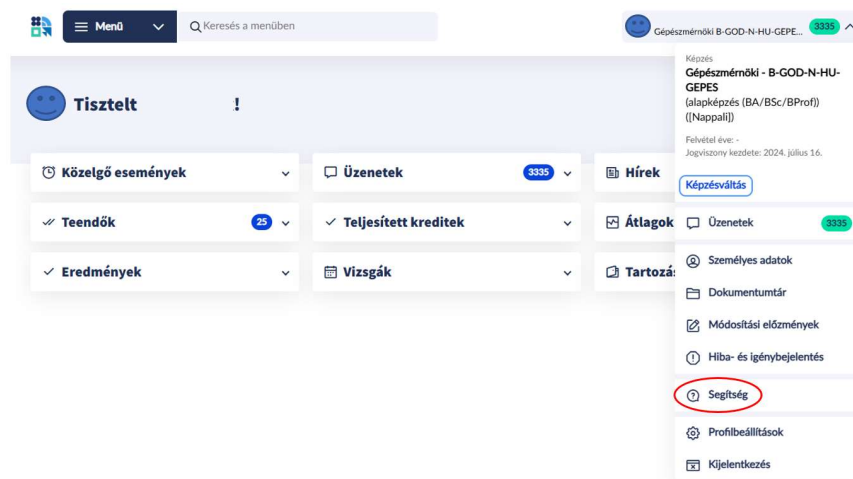 Menü
Keresés a menüben
Gépészmérnöki B-GOD-N-HU-GEPE... 3335
Tisztelt !
Közelgő események
Üzenetek 3335
Hírek
Teendők 25
Teljesített kreditek
Átlagok
Eredmények
Vizsgák
Tartozás
Képzés
Gépészmérnöki - B-GOD-N-HU-
GEPES
(alapképzés (BA/BSc/BProf))
([Nappali])
Felvétel éve: -
Jogviszony kezdete: 2024. július 16.
Képzésváltás
Üzenetek 3335
Személyes adatok
Dokumentumtár
Módosítási előzmények
Hiba- és igénybejelentés
Segítség
Profilbeállítások
Kijelentkezés